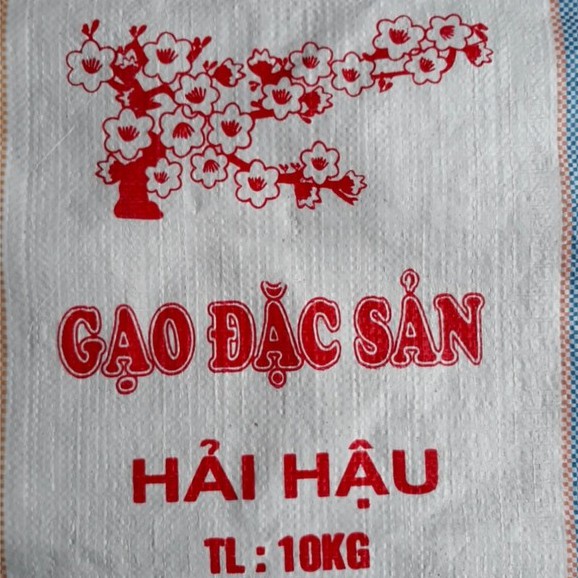 GẠO ĐẶC SẢN
HẢI HẬU
TL : 10KG